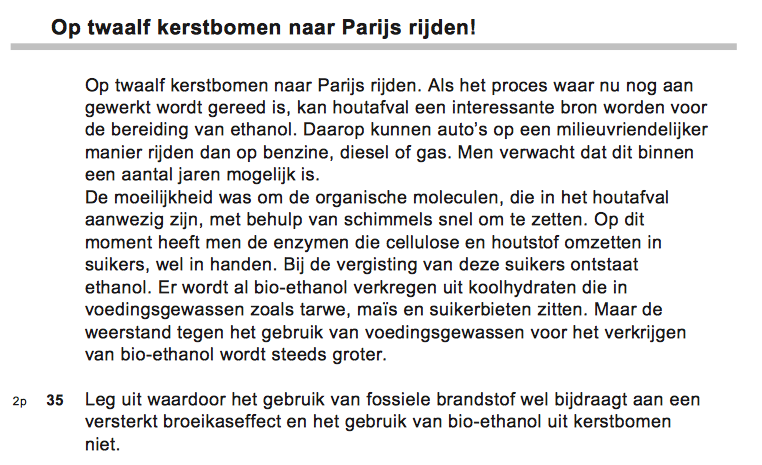 Op twaalf kerstbomen naar Parijs rijden!
Op twaalf kerstbomen naar Parijs rijden. Als het proces waar nu nog aan
gewerkt wordt gereed is, kan houtafval een interessante bron worden voor
de bereiding van ethanol. Daarop kunnen auto's op een milieuvriendelijker
manier rijden dan op benzine, diesel of gas. Men verwacht dat dit binnen
een aantal jaren mogelijk is.
De moeilijkheid was om de organische moleculen, die in het houtafval
aanwezig zijn, met behulp van schimmels snel om te zetten. Op dit
moment heeft men de enzymen die cellulose en houtstof omzetten in
suikers, wel in handen. Bij de vergisting van deze suikers ontstaat
ethanol. Er wordt al bio-ethanol verkregen uit koolhydraten die in
voedingsgewassen zoals tarwe, maïs en suikerbieten zitten. Maar de
weerstand tegen het gebruik van voedingsgewassen voor het verkrijgen
van bio-ethanol wordt steeds groter.
2p 35 Leg uit waardoor het gebruik van fossiele brandstof wel bijdraagt aan een
versterkt broeikaseffect en het gebruik van bio-ethanol uit kerstbomen
niet.